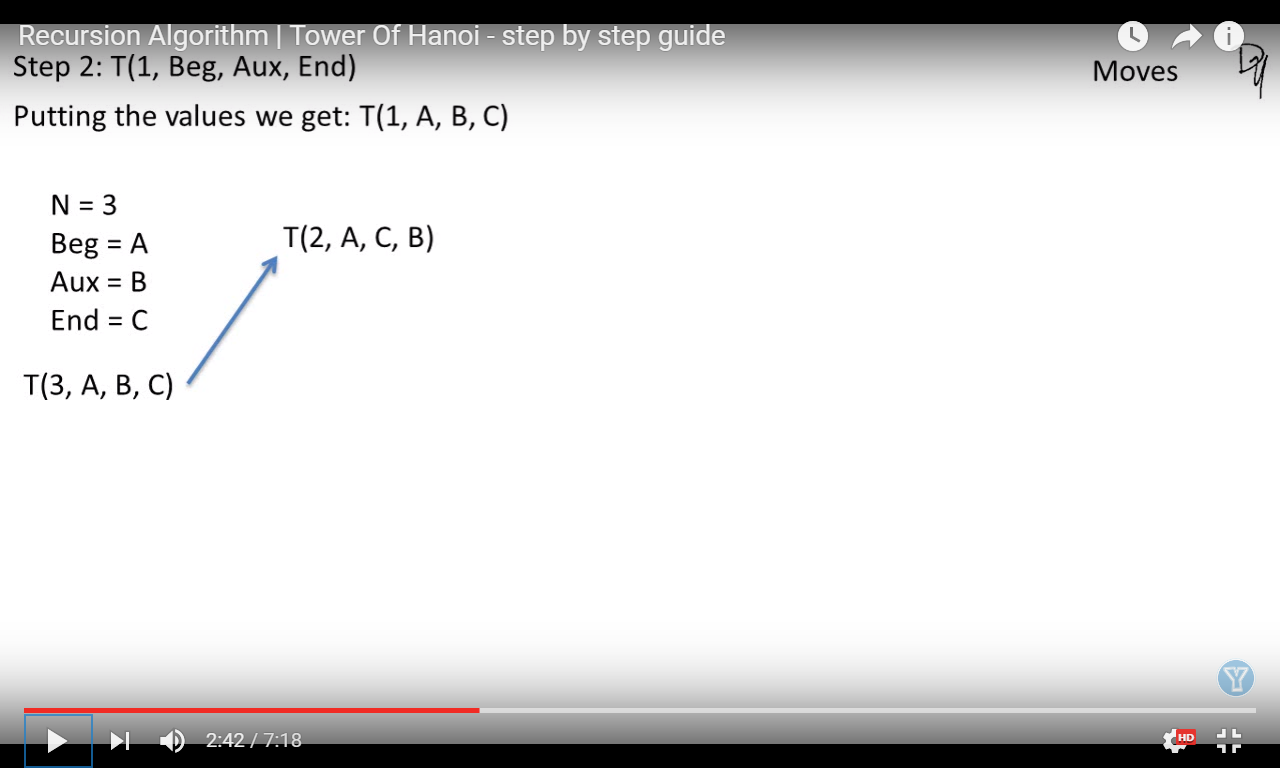 Recursion Algorithm | Tower Of Hanoi - step by step guide
Step 2: T(1, Beg, Aux, End)
Moves
Putting the values we get: T(1, A, B, C)
N = 3
T(2, A, C, B)
Beg = A
Aux = B
End = C
T(3, A, B, C)
Y
2:42 / 7:18
HD